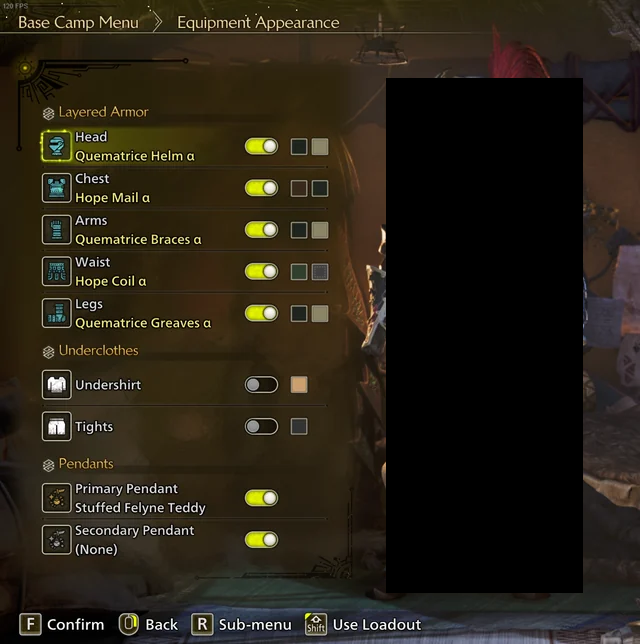 120 FPS
Base Camp Menu Equipment Appearance
Layered Armor
Head
Quematrice Helm α
Chest
Hope Mail α
Arms
Quematrice Braces α
Waist
Hope Coil α
Legs
Quematrice Greaves α
Underclothes
Undershirt
Tights
Pendants
Primary Pendant
Stuffed Felyne Teddy
Secondary Pendant
(None)
F Confirm Back R Sub-menu Shift Use Loadout